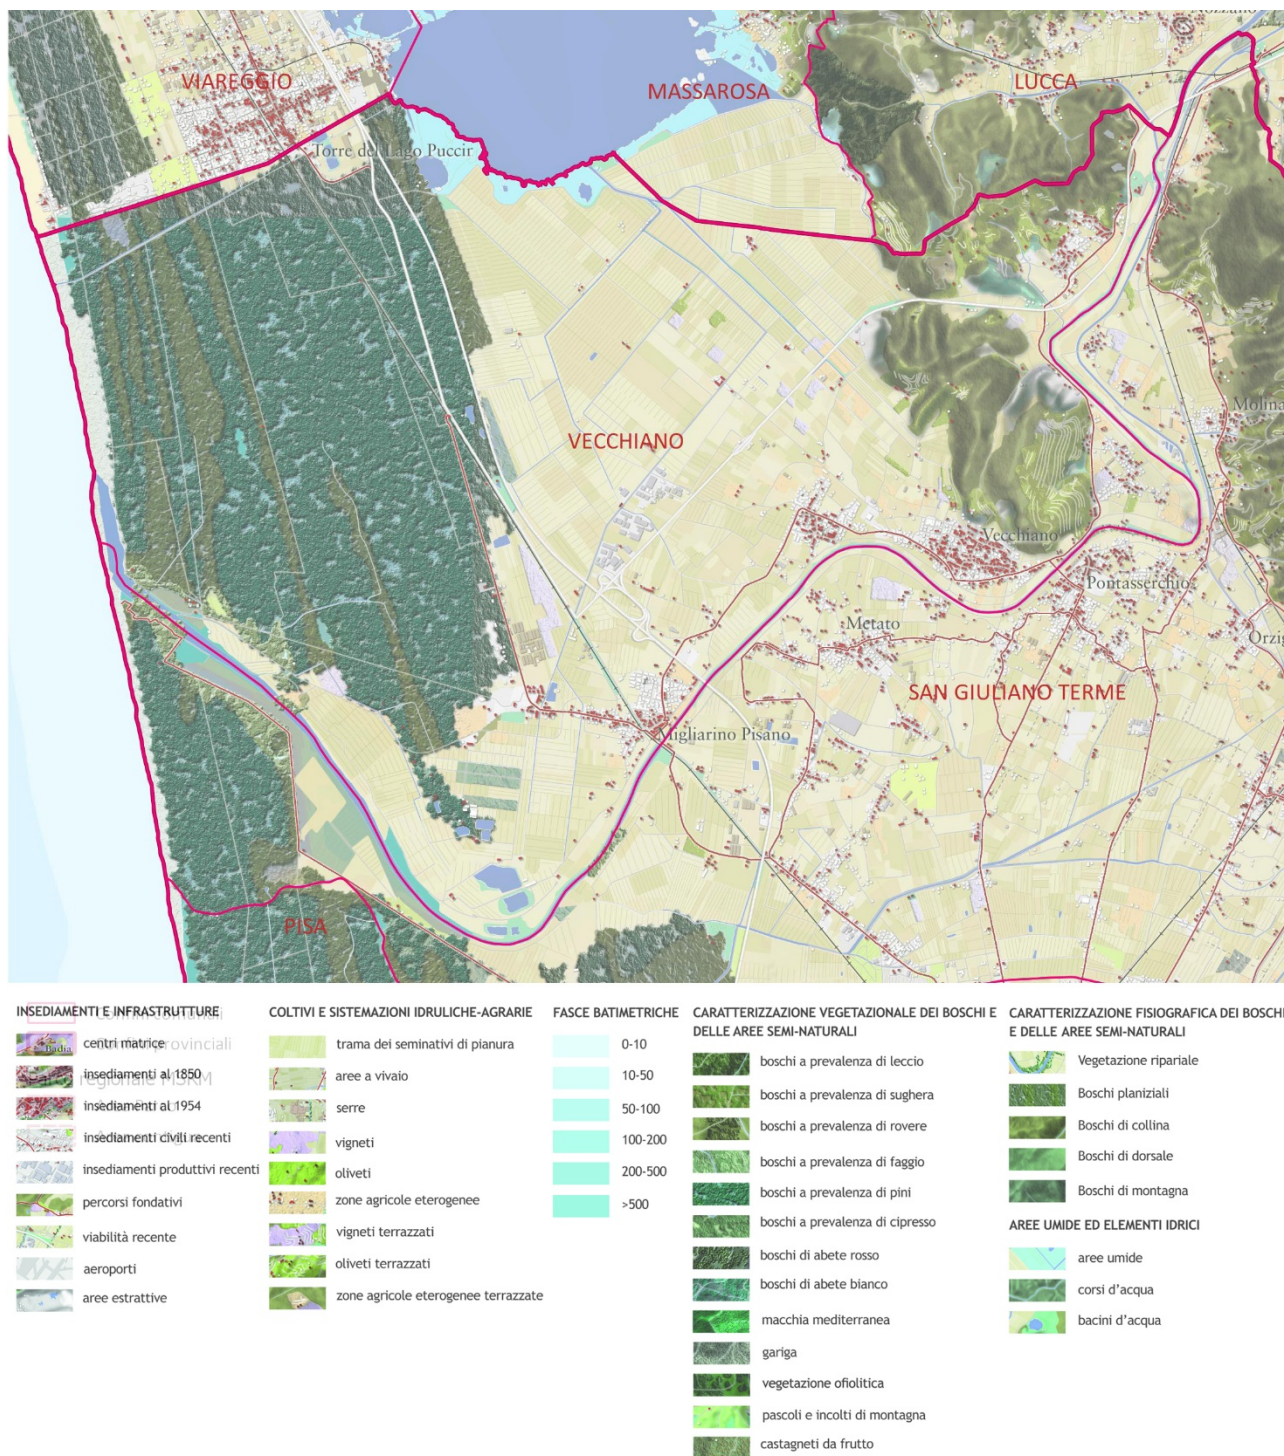 Nozzano
VIAREGGIO
MASSAROSA
LUCCA
Torre del Lago Puccir
Molina
VECCHIANO
Vecchiano
Pontasserchio
Metato
Orzig
SAN GIULIANO TERME
Migliarino Pisano
PISA
INSEDIAMENTI E INFRASTRUTTURE
centri matrice
Badia
provinciali
insediamenti al 1850
regionale
insediamenti al 1954
insediamenti civili recenti
insediamenti produttivi recenti
percorsi fondativi
viabilità recente
aeroporti
aree estrattive
COLTIVI E SISTEMAZIONI IDRULICHE-AGRARIE
trama dei seminativi di pianura
aree a vivaio
serre
vigneti
oliveti
zone agricole eterogenee
vigneti terrazzati
oliveti terrazzati
zone agricole eterogenee terrazzate
FASCE BATIMETRICHE
0-10
10-50
50-100
100-200
200-500
>500
CARATTERIZZAZIONE VEGETAZIONALE DEI BOSCHI E
DELLE AREE SEMI-NATURALI
boschi a prevalenza di leccio
boschi a prevalenza di sughera
boschi a prevalenza di rovere
boschi a prevalenza di faggio
boschi a prevalenza di pini
boschi a prevalenza di cipresso
boschi di abete rosso
boschi di abete bianco
macchia mediterranea
gariga
vegetazione ofiolitica
pascoli e incolti di montagna
castagneti da frutto
CARATTERIZZAZIONE FISIOGRAFICA DEI BOSCHI
E DELLE AREE SEMI-NATURALI
Vegetazione ripariale
Boschi planiziali
Boschi di collina
Boschi di dorsale
Boschi di montagna
AREE UMIDE ED ELEMENTI IDRICI
aree umide
corsi d'acqua
bacini d'acqua